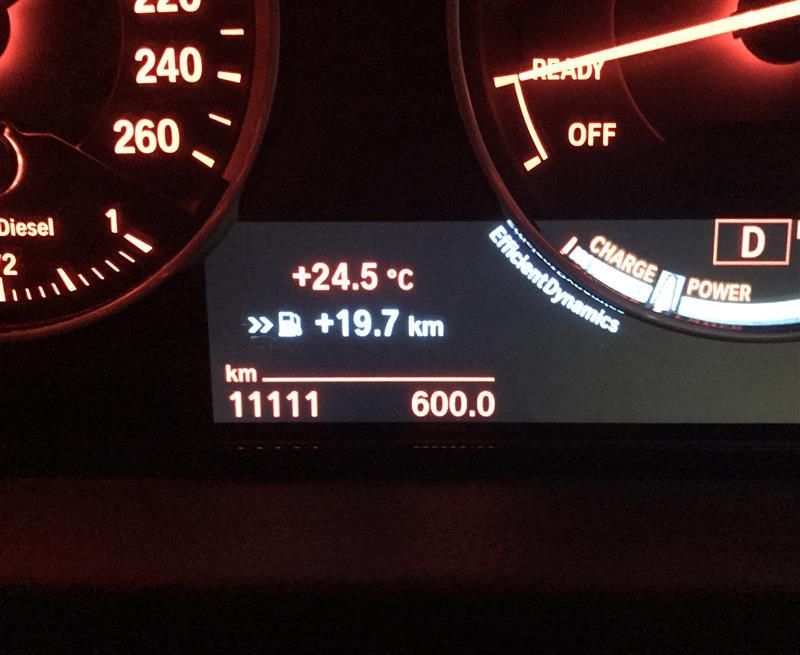 220
240
260
Diesel
1
/2
READY
OFF
D
CHARGE
POWER
EfficientDynamics
+24.5 °C
+19.7 km
km
11111 600.0